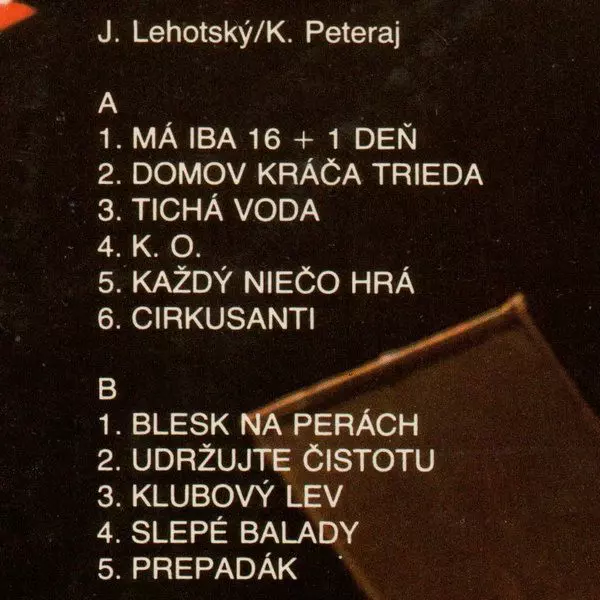 J. Lehotský/K. Peteraj
A
1. MÁ IBA 16 + 1 DEŇ
2. DOMOV KRÁČA TRIEDA
3. TICHÁ VODA
4. K. O.
5. KAŽDÝ NIEČO HRÁ
6. CIRKUSANTI
B
1. BLESK NA PERÁCH
2. UDRŽUJTE ČISTOTU
3. KLUBOVÝ LEV
4. SLEPÉ BALADY
5. PREPADÁK